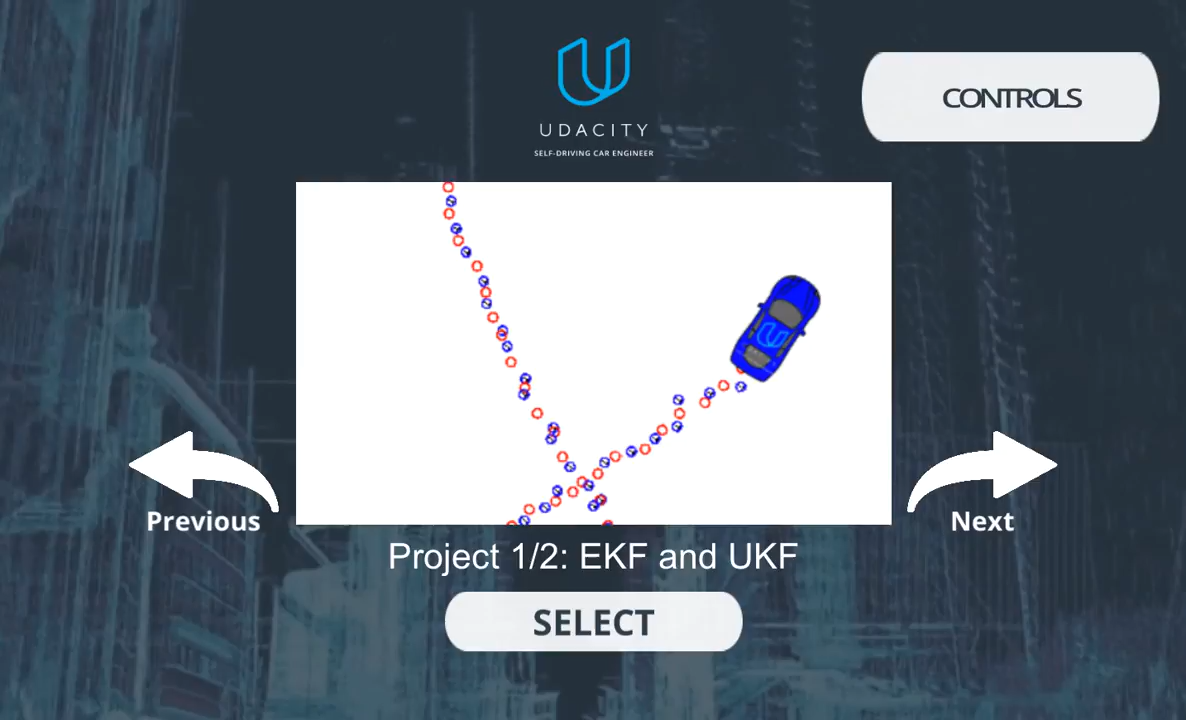 UDACITY
SELF-DRIVING CAR ENGINEER
CONTROLS
Previous
Next
Project 1/2: EKF and UKF
SELECT